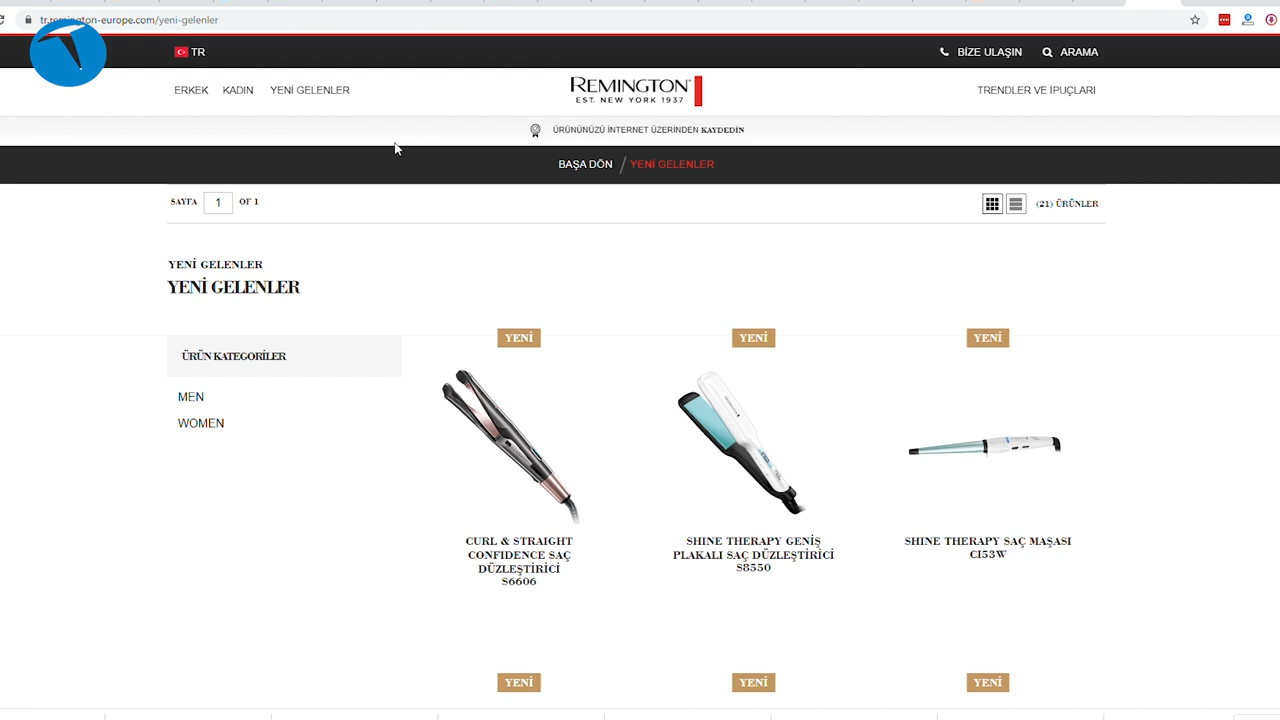 tr.remington-europe.com/yeni-gelenler
TR
BİZE ULAŞIN
ARAMA
ERKEK KADIN YENİ GELENLER
REMINGTON
EST. NEW YORK 1937
TRENDLER VE İPUÇLARI
ÜRÜNÜNÜZÜ İNTERNET ÜZERİNDEN KAYDEDİN
BAŞA DÖN / YENİ GELENLER
SAYFA 1 OF 1
(21) ÜRÜNLER
YENİ GELENLER
YENİ GELENLER
ÜRÜN KATEGORİLER
MEN
WOMEN
YENİ
CURL & STRAIGHT
CONFIDENCE SAÇ
DÜZLEŞTİRİCİ
S6606
YENİ
SHINE THERAPY GENİŞ
PLAKALI SAÇ DÜZLEŞTİRİCİ
S8550
YENİ
SHINE THERAPY SAÇ MAŞASI
CI53W
YENİ
YENİ
YENİ